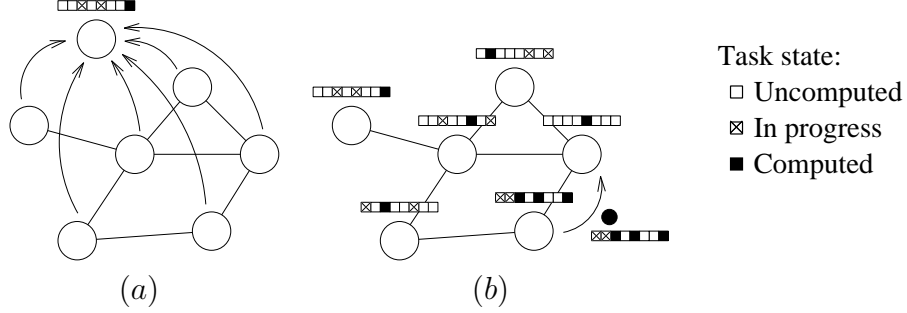 Task state:
Uncomputed
In progress
Computed
(a)
(b)